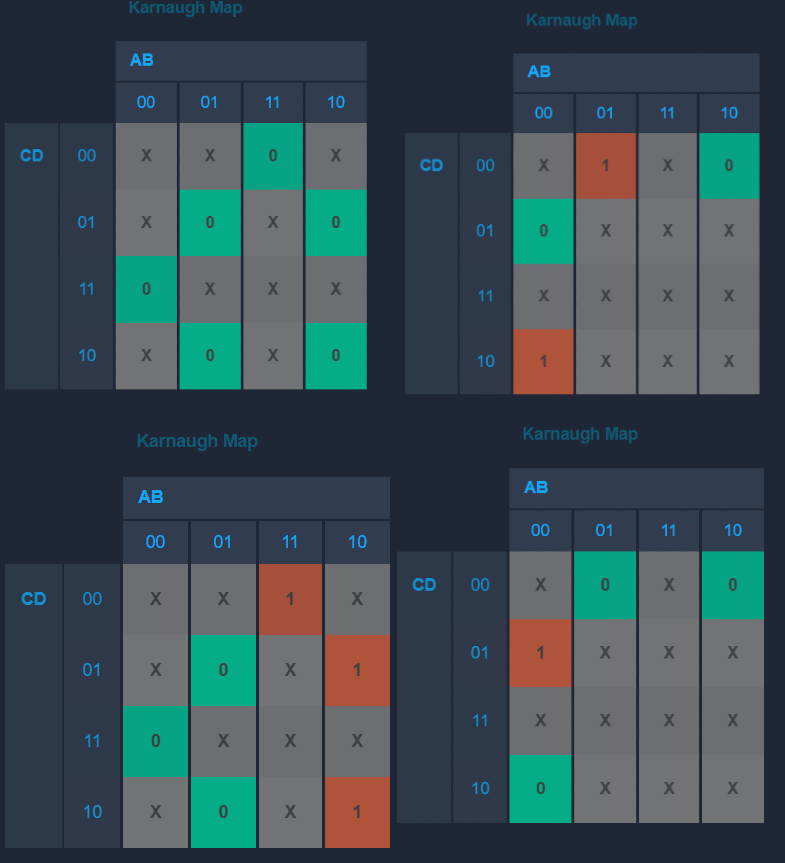 Karnaugh Map
AB
00 01 11 10
CD 00 X X 0 X
01 X 0 X 0
11 0 X X X
10 X 0 X 0
Karnaugh Map
AB
00 01 11 10
CD 00 X 1 X 0
01 0 X X X
11 X X X X
10 1 X X X
Karnaugh Map
AB
00 01 11 10
CD 00 X X 1 X
01 X 0 X 1
11 0 X X X
10 X 0 X 1
Karnaugh Map
AB
00 01 11 10
CD 00 X 0 X 0
01 1 X X X
11 X X X X
10 0 X X X